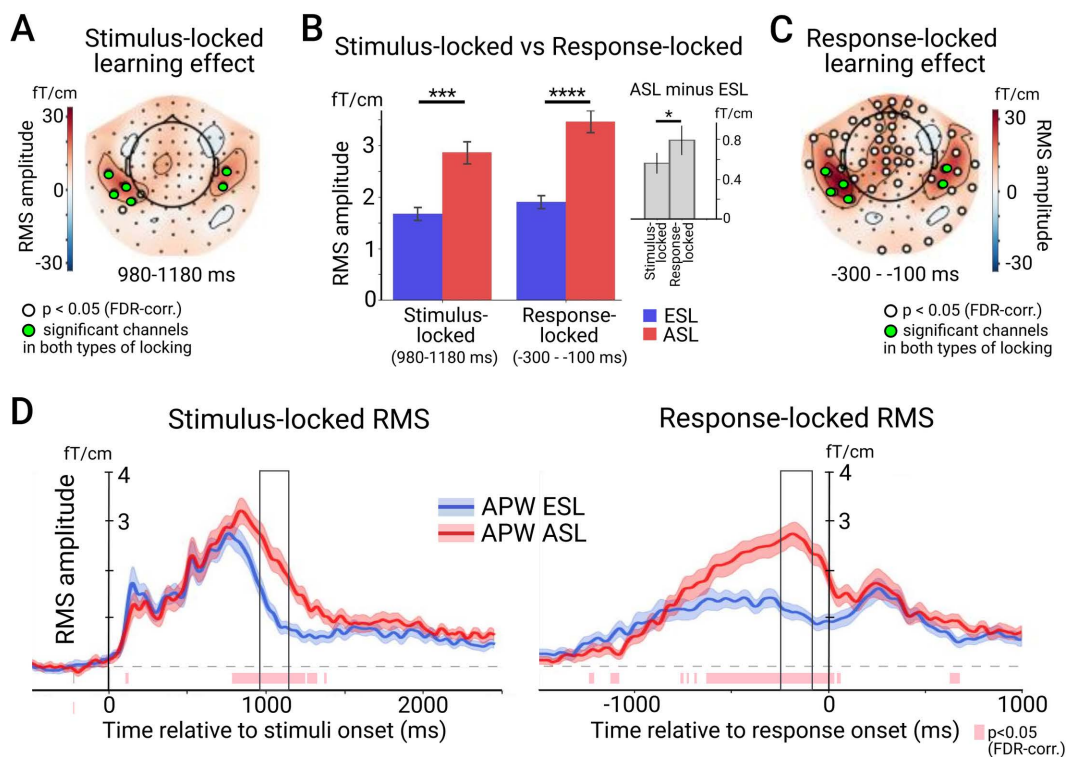 A
Stimulus-locked
learning effect
fT/cm
30
0
-30
RMS amplitude
980-1180 ms
p < 0.05 (FDR-corr.)
significant channels
in both types of locking
B
Stimulus-locked vs Response-locked
fT/cm
3
2
1
0
RMS amplitude
***
****
Stimulus-
locked
(980-1180 ms)
Response-
locked
(-300 - -100 ms)
ASL minus ESL
fT/cm
*
0.8
0.4
0
Stimulus-
locked
Response-
locked
ESL
ASL
C
Response-locked
learning effect
fT/cm
30
0
-30
RMS amplitude
-300 - -100 ms
p < 0.05 (FDR-corr.)
significant channels
in both types of locking
D
Stimulus-locked RMS
fT/cm
4
3
RMS amplitude
0 1000 2000
Time relative to stimuli onset (ms)
APW ESL
APW ASL
Response-locked RMS
fT/cm
4
3
-1000 0 1000
Time relative to response onset (ms)
p<0.05
(FDR-corr.)